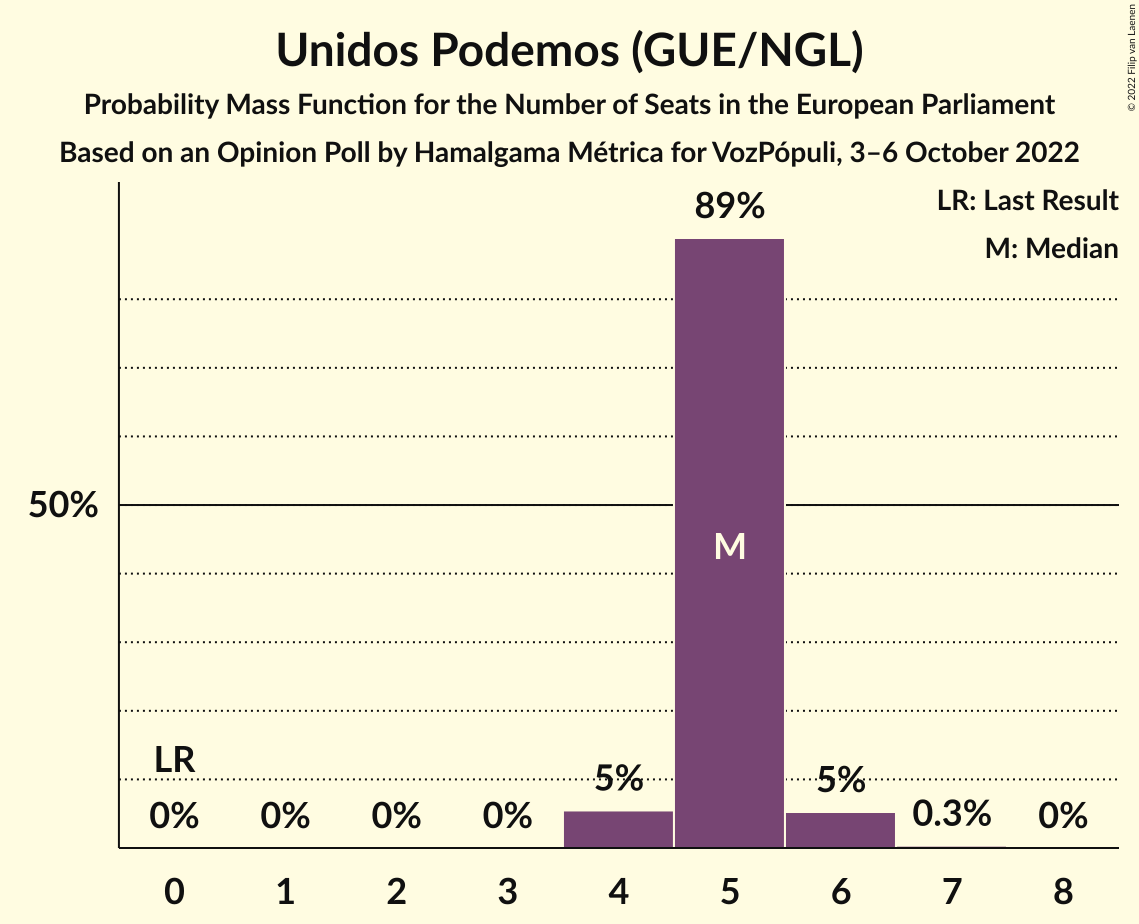 Unidos Podemos (GUE/NGL)
Probability Mass Function for the Number of Seats in the European Parliament
Based on an Opinion Poll by Hamalgama Métrica for VozPópuli, 3–6 October 2022
© 2022 Filip van Laenen
LR: Last Result
M: Median
89%
50%
M
LR
0% 0% 0% 0% 5% 5% 0.3% 0%
0 1 2 3 4 5 6 7 8